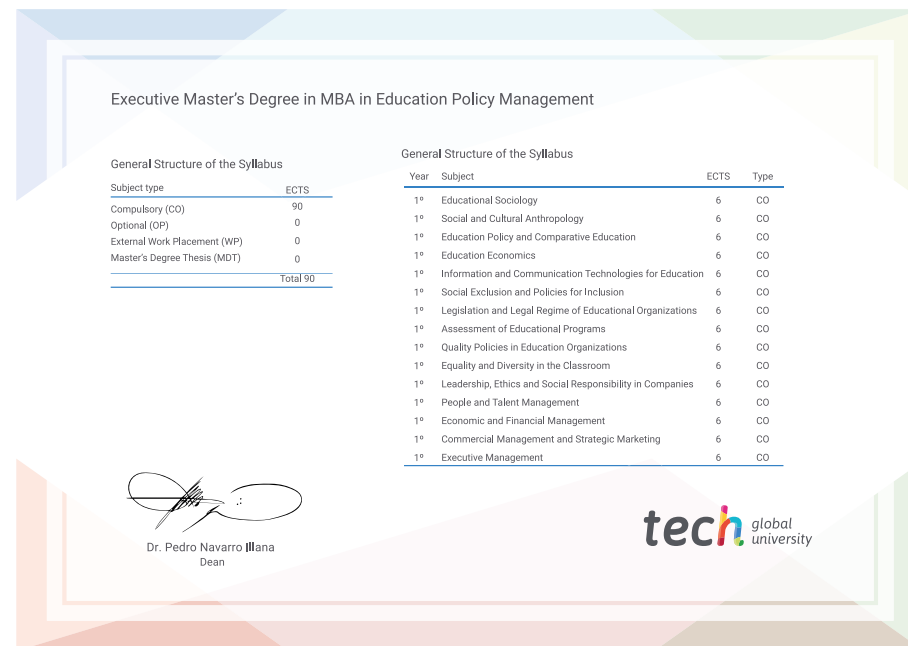 Executive Master's Degree in MBA in Education Policy Management
General Structure of the Syllabus
Subject type ECTS
Compulsory (CO) 90
Optional (OP) 0
External Work Placement (WP) 0
Master's Degree Thesis (MDT) 0
Total 90
General Structure of the Syllabus
Year Subject ECTS Type
1º Educational Sociology 6 CO
1º Social and Cultural Anthropology 6 CO
1º Education Policy and Comparative Education 6 CO
1º Education Economics 6 CO
1º Information and Communication Technologies for Education 6 CO
1º Social Exclusion and Policies for Inclusion 6 CO
1º Legislation and Legal Regime of Educational Organizations 6 CO
1º Assessment of Educational Programs 6 CO
1º Quality Policies in Education Organizations 6 CO
1º Equality and Diversity in the Classroom 6 CO
1º Leadership, Ethics and Social Responsibility in Companies 6 CO
1º People and Talent Management 6 CO
1º Economic and Financial Management 6 CO
1º Commercial Management and Strategic Marketing 6 CO
1º Executive Management 6 CO
Dr. Pedro Navarro Illana
Dean
tech global
university